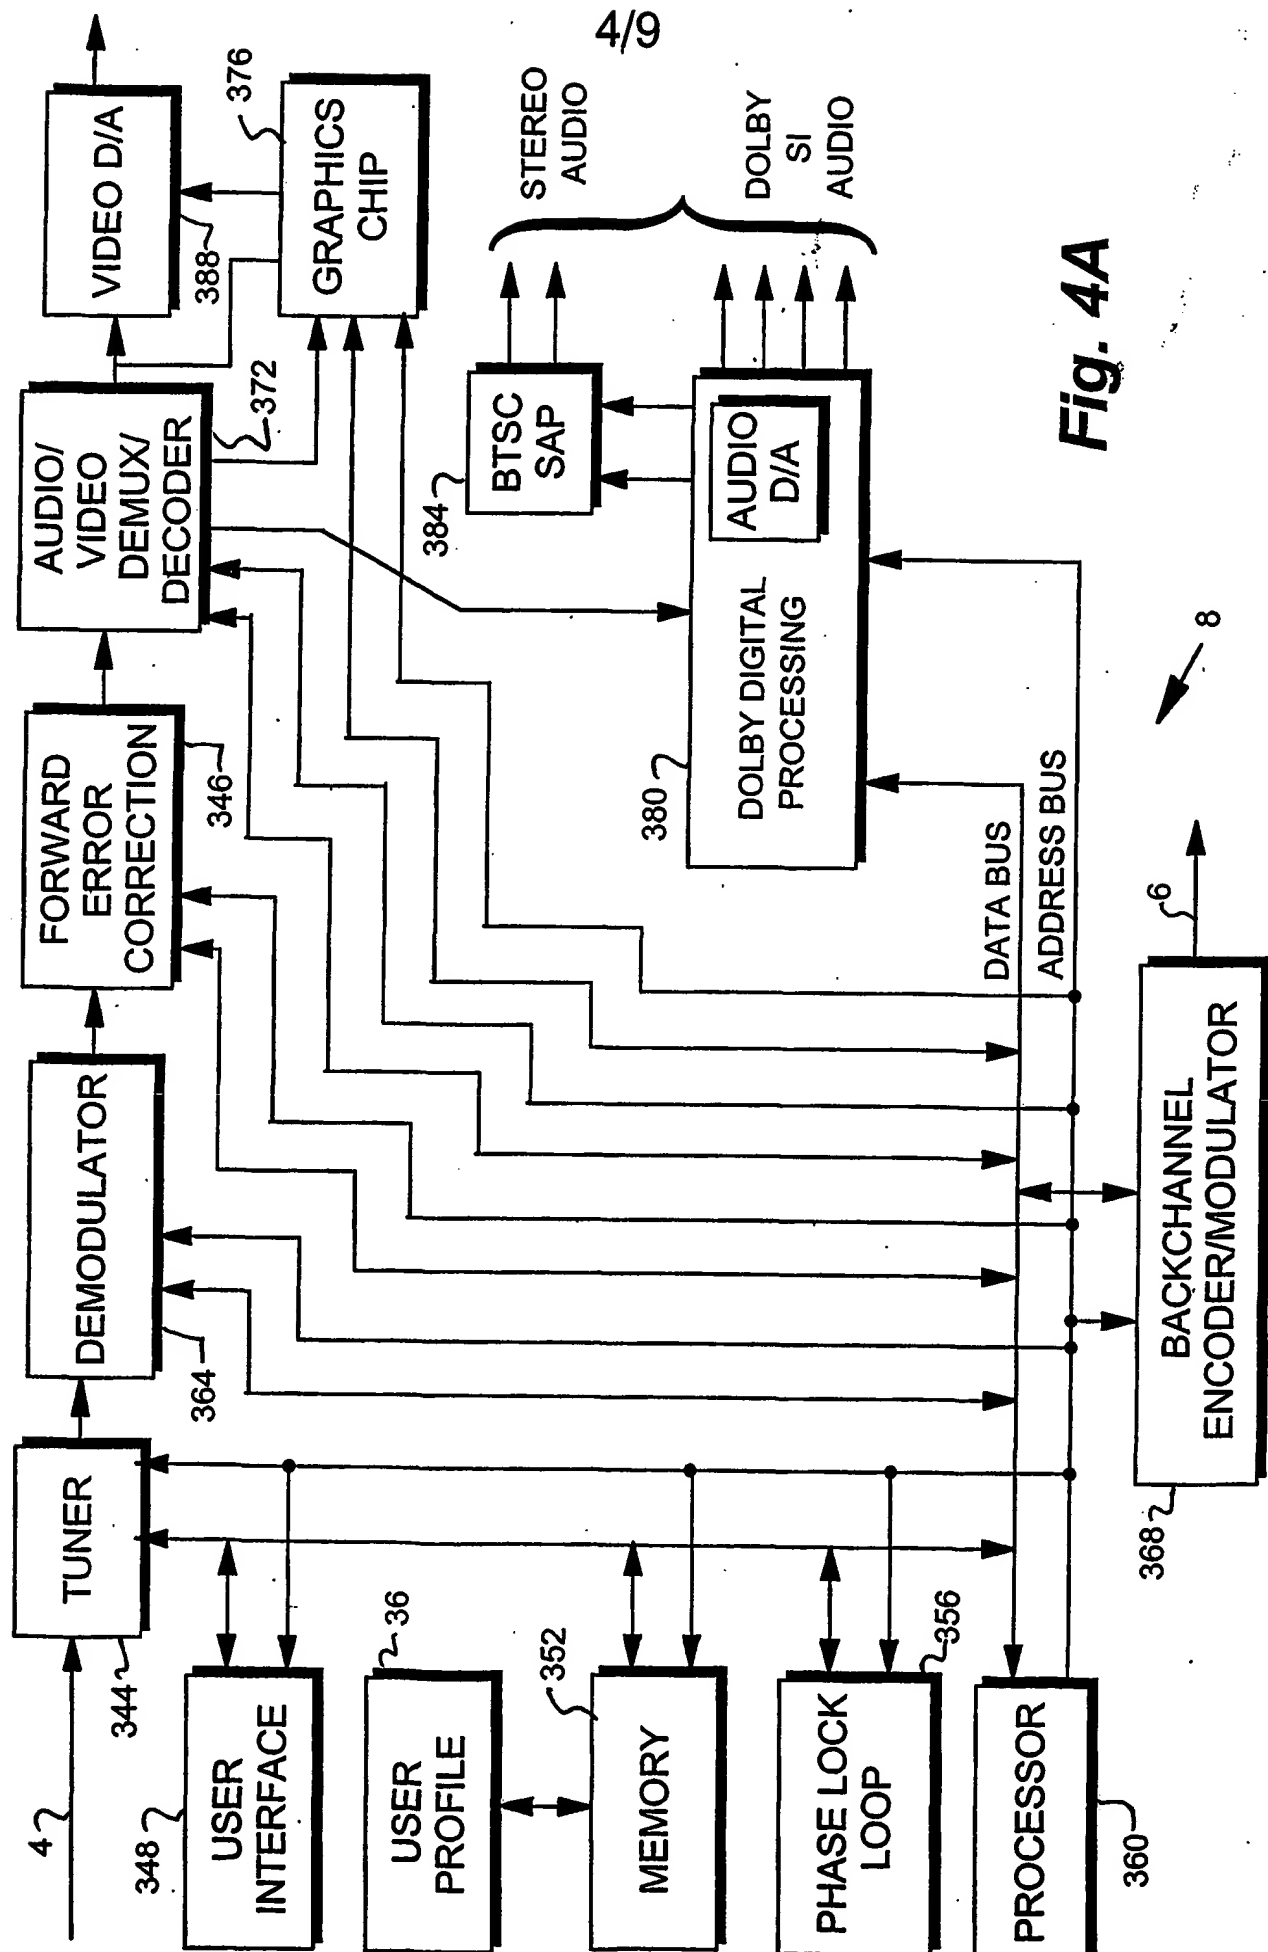 4/9
4
TUNER
344
DEMODULATOR
364
FORWARD
ERROR
CORRECTION
346
AUDIO/
VIDEO
DEMUX/
DECODER
372
VIDEO D/A
388
GRAPHICS
CHIP
376
USER
INTERFACE
348
USER
PROFILE
36
MEMORY
352
PHASE LOCK
LOOP
356
PROCESSOR
360
BTSC
SAP
384
STEREO
AUDIO
DOLBY
SI
AUDIO
AUDIO
D/A
DOLBY DIGITAL
PROCESSING
380
DATA BUS
ADDRESS BUS
BACKCHANNEL
ENCODER/MODULATOR
368
6
8
Fig. 4A